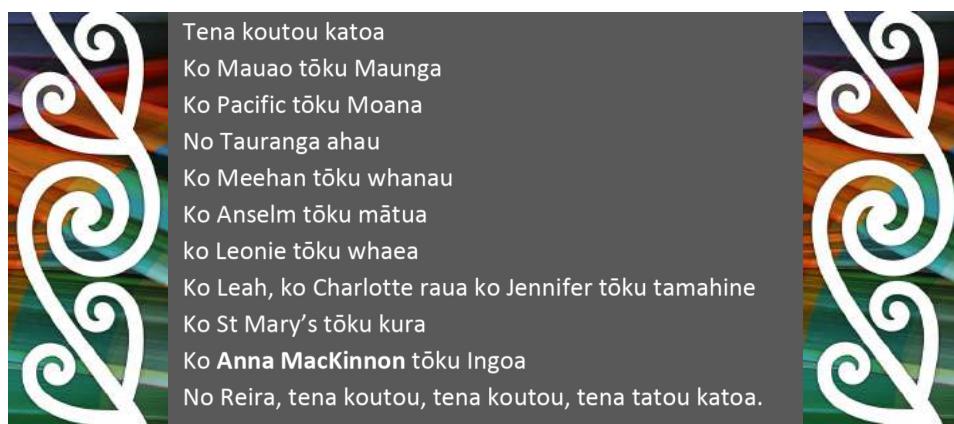 Tena koutou katoa
Ko Mauao tōku Maunga
Ko Pacific tōku Moana
No Tauranga ahau
Ko Meehan tōku whanau
Ko Anselm tōku mātua
ko Leonie tōku whaea
Ko Leah, ko Charlotte raua ko Jennifer tōku tamahine
Ko St Mary’s tōku kura
Ko Anna MacKinnon tōku Ingoa
No Reira, tena koutou, tena koutou, tena tatou katoa.